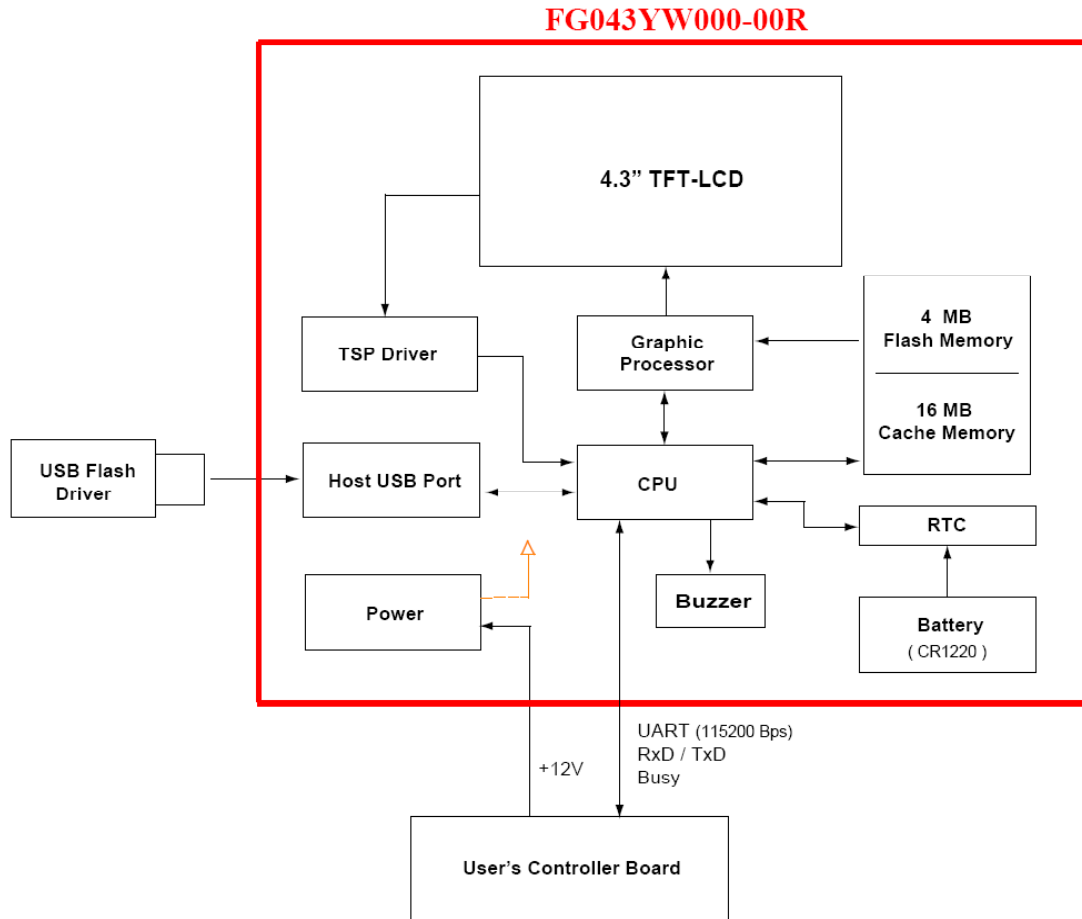 FG043YW000-00R
4.3” TFT-LCD
4 MB
Flash Memory
16 MB
Cache Memory
TSP Driver
Graphic
Processor
USB Flash
Driver
Host USB Port
CPU
RTC
Power
Buzzer
Battery
( CR1220 )
+12V
UART (115200 Bps)
RxD / TxD
Busy
User’s Controller Board